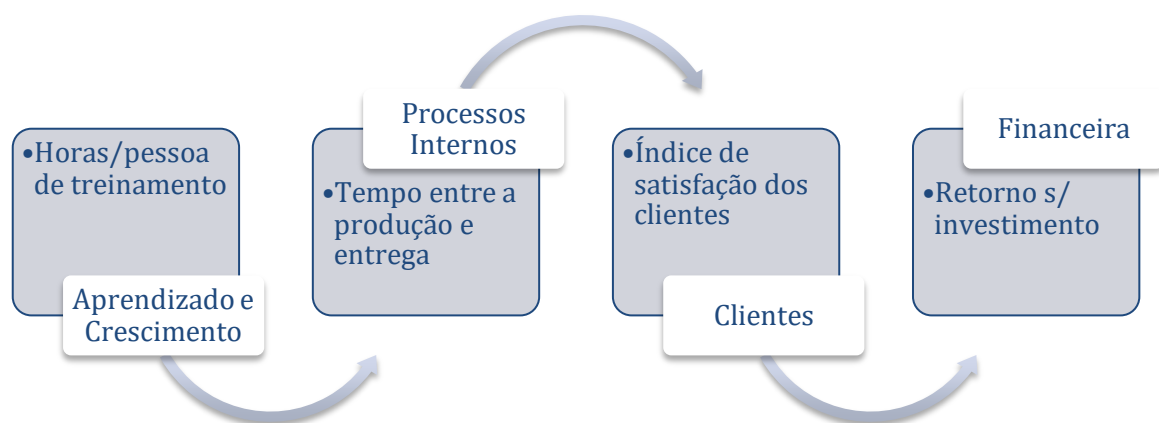 •Horas/pessoa
de treinamento
Aprendizado e
Crescimento
Processos
Internos
•Tempo entre a
produção e
entrega
•Índice de
satisfação dos
clientes
Clientes
Financeira
•Retorno s/
investimento